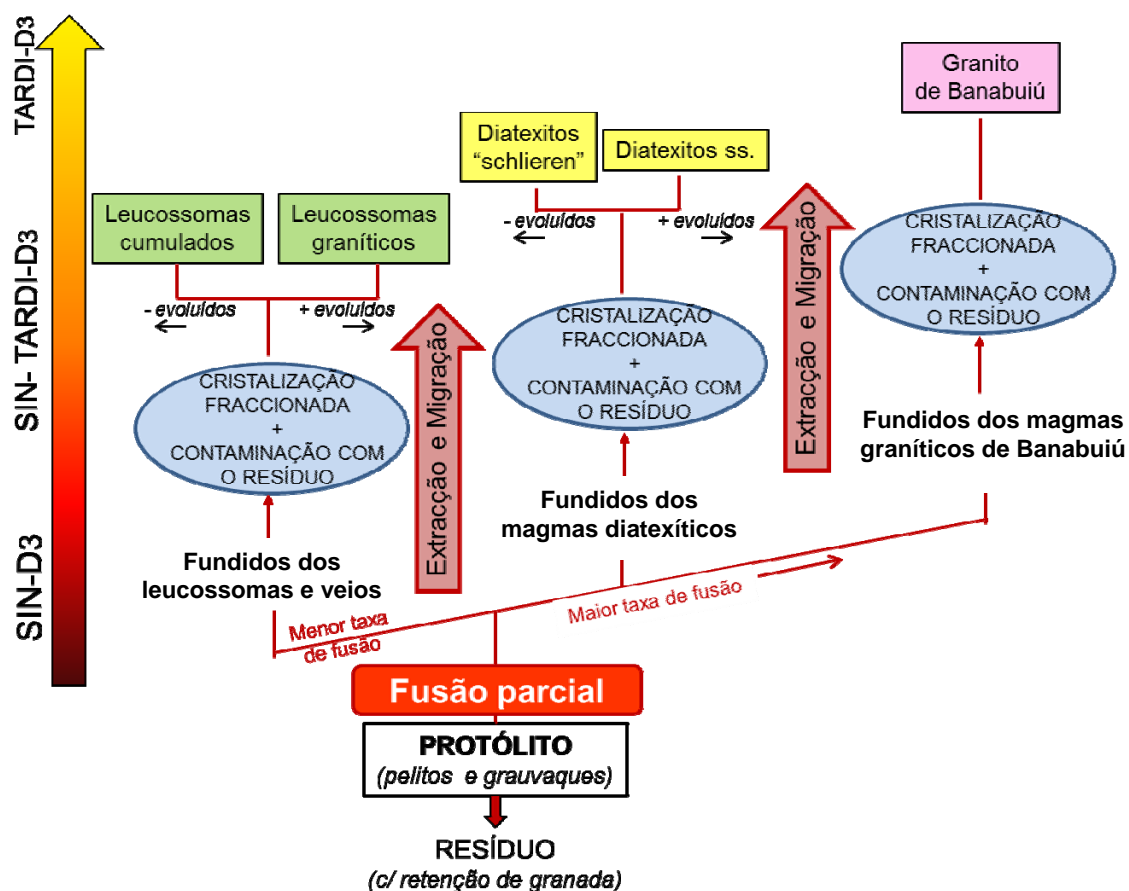 TARDI-D3
SIN- TARDI-D3
SIN-D3
Granito
de Banabuiú
Diatexitos
“schlieren”
Diatexitos ss.
- evoluídos
+ evoluídos
Leucossomas
cumulados
Leucossomas
graníticos
- evoluídos
+ evoluídos
CRISTALIZAÇÃO
FRACCIONADA
+
CONTAMINAÇÃO COM
O RESÍDUO
Extracção e Migração
CRISTALIZAÇÃO
FRACCIONADA
+
CONTAMINAÇÃO COM
O RESÍDUO
Extracção e Migração
CRISTALIZAÇÃO
FRACCIONADA
+
CONTAMINAÇÃO COM
O RESÍDUO
Fundidos dos magmas
graníticos de Banabuiú
Fundidos dos
magmas diatexíticos
Fundidos dos
leucossomas e veios
Menor taxa
de fusão
Maior taxa de fusão
Fusão parcial
PROTÓLITO
(pelitos e grauvaques)
RESÍDUO
(c/ retenção de granada)